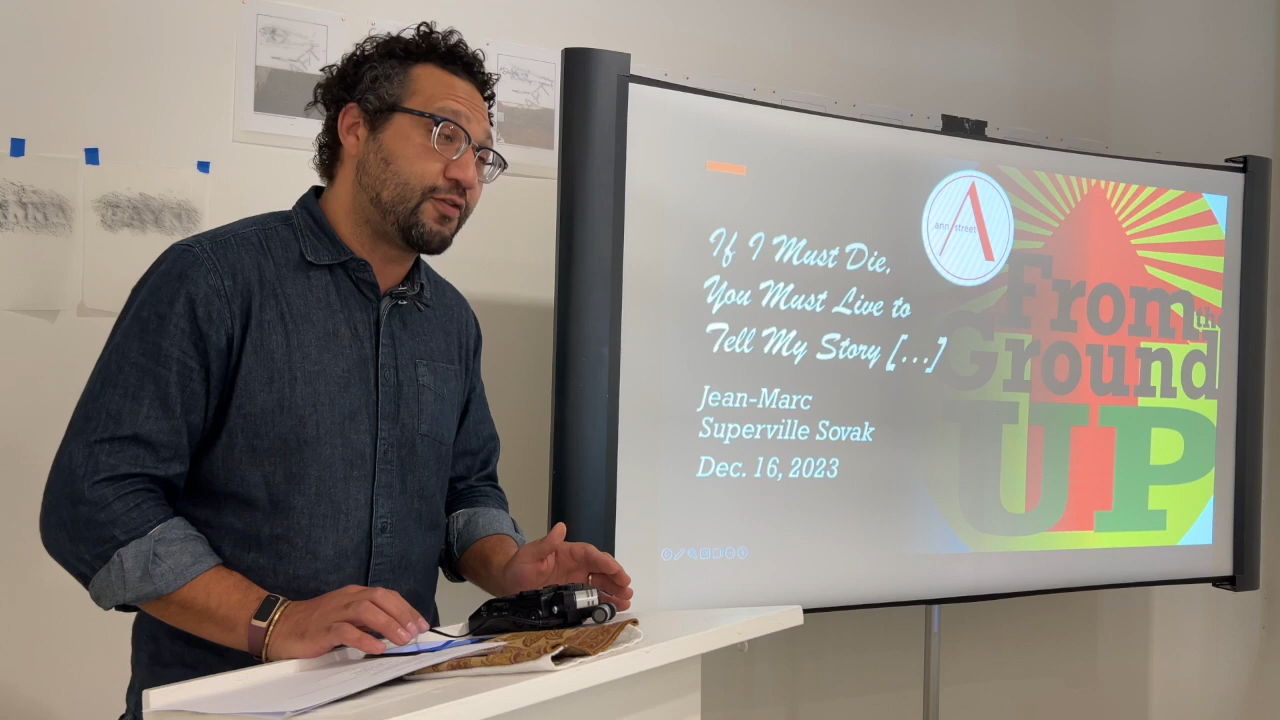 ann street
If I Must Die,
You Must Live to
Tell My Story [...]
Jean-Marc
Superville Sovak
Dec. 16, 2023
From the
Ground
UP